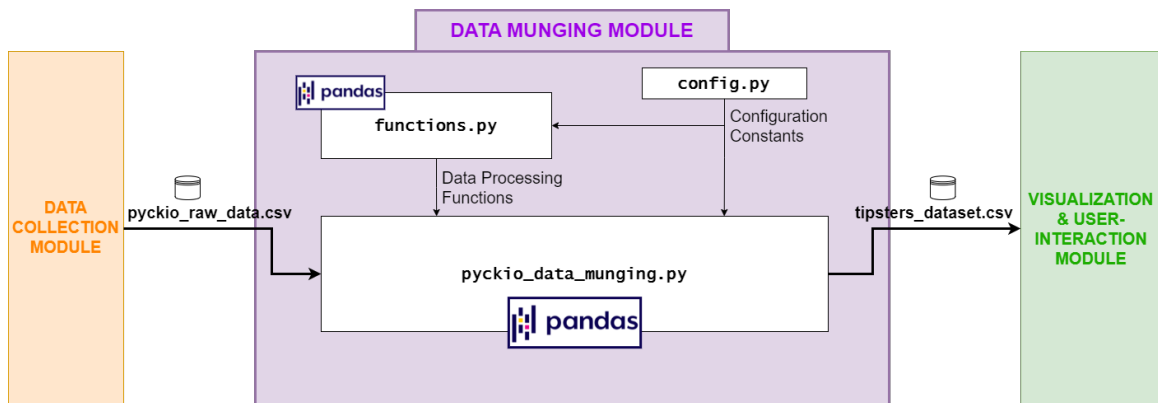 DATA MUNGING MODULE
config.py
pandas
functions.py
Configuration
Constants
Data Processing
Functions
pyckio_raw_data.csv
DATA
COLLECTION
MODULE
tipsters_dataset.csv
VISUALIZATION
& USER-
INTERACTION
MODULE
pyckio_data_munging.py
pandas